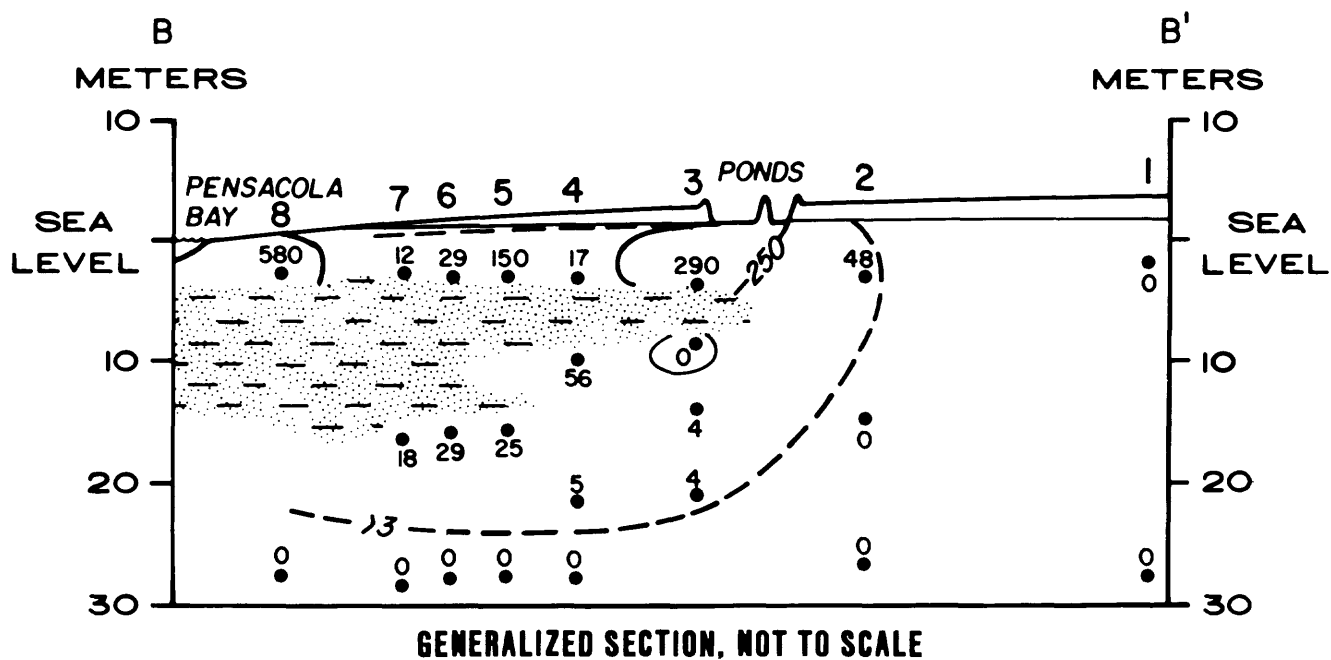 B B'
METERS METERS
10 10
PENSACOLA
BAY
8 7 6 5 4 3 PONDS 2 1
SEA
LEVEL
SEA
LEVEL
580 12 29 150 17 290 250 48 0
10 10
56 0
4 0
18 29 25
20 20
5 4
>3
0 0 0 0 0 0 0
30 30
GENERALIZED SECTION, NOT TO SCALE